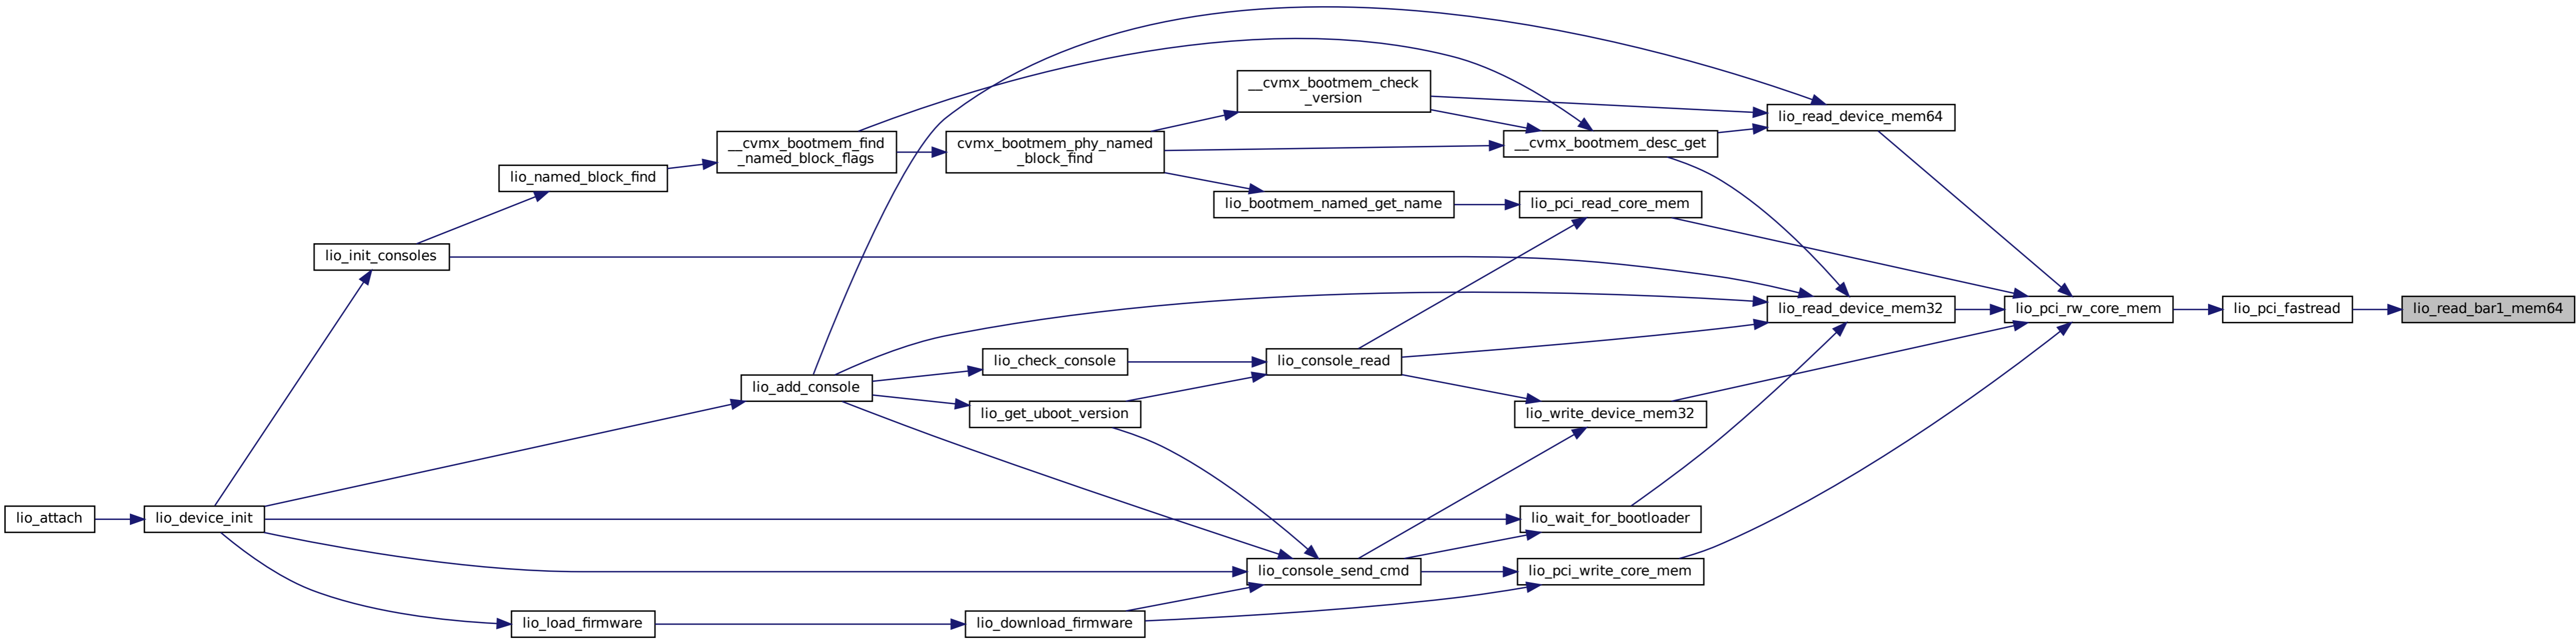 __cvmx_bootmem_check
_version
lio_read_device_mem64
__cvmx_bootmem_find
_named_block_flags
cvmx_bootmem_phy_named
_block_find
__cvmx_bootmem_desc_get
lio_named_block_find
lio_bootmem_named_get_name
lio_pci_read_core_mem
lio_init_consoles
lio_read_device_mem32
lio_pci_rw_core_mem
lio_pci_fastread
lio_read_bar1_mem64
lio_check_console
lio_console_read
lio_add_console
lio_get_uboot_version
lio_write_device_mem32
lio_attach
lio_device_init
lio_wait_for_bootloader
lio_console_send_cmd
lio_pci_write_core_mem
lio_load_firmware
lio_download_firmware